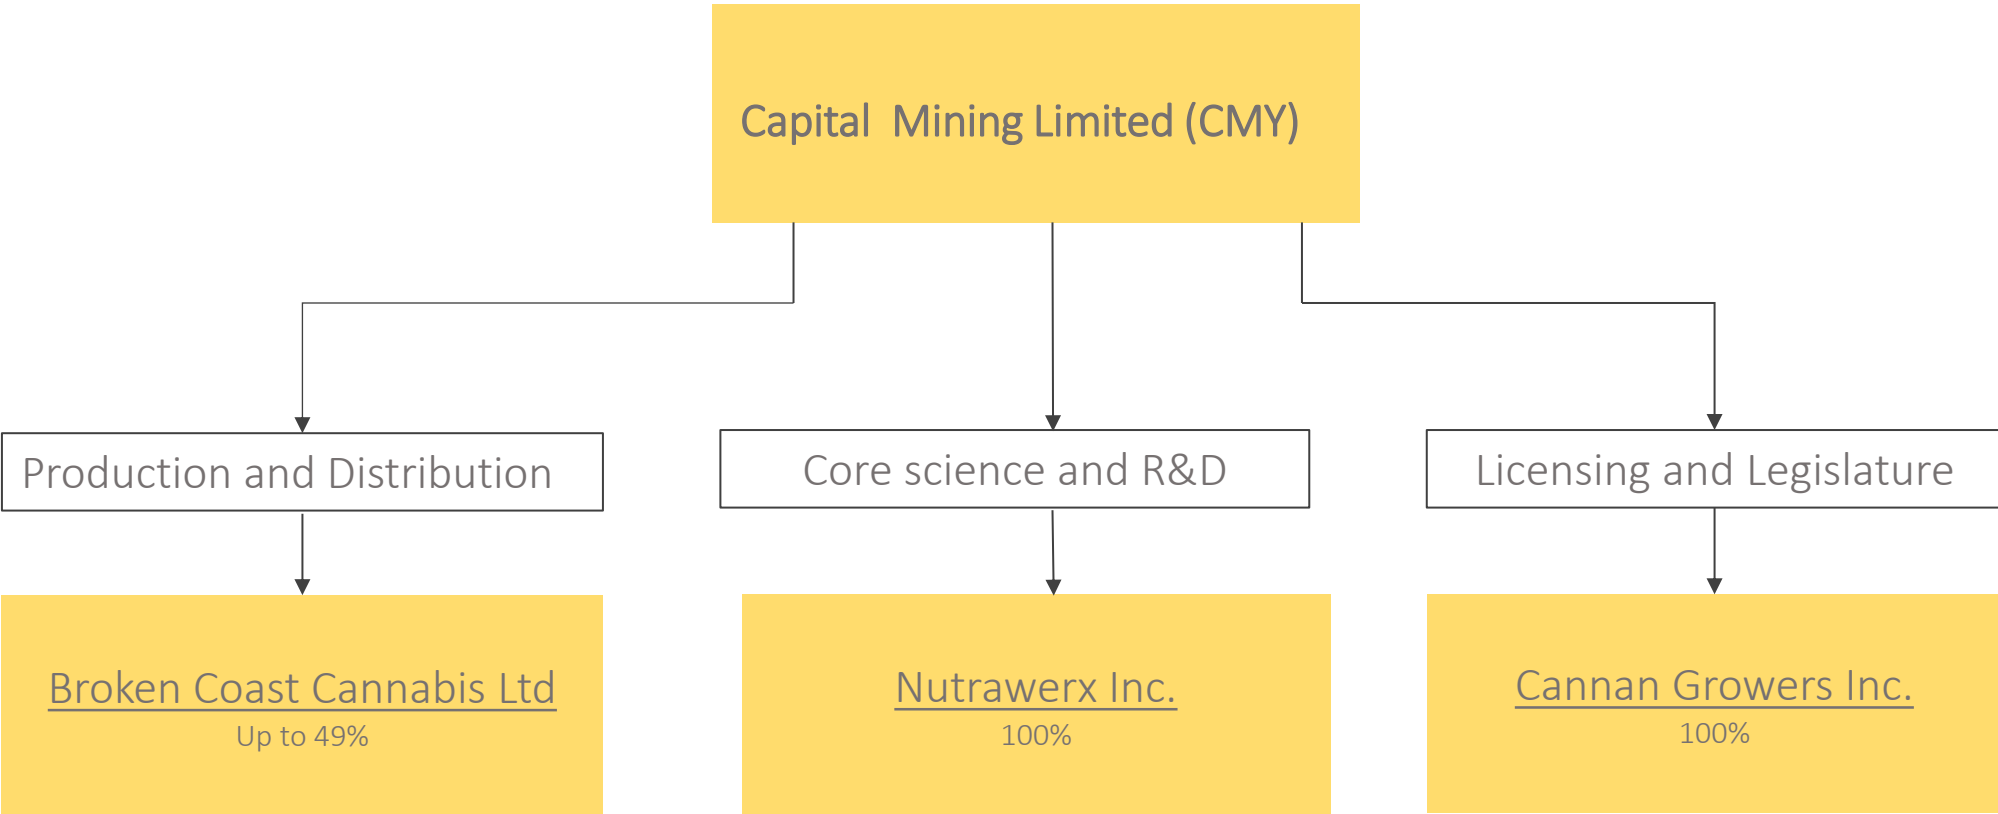 Capital Mining Limited (CMY)
Production and Distribution
Core science and R&D
Licensing and Legislature
Broken Coast Cannabis Ltd
Up to 49%
Nutrawerx Inc.
100%
Cannan Growers Inc.
100%